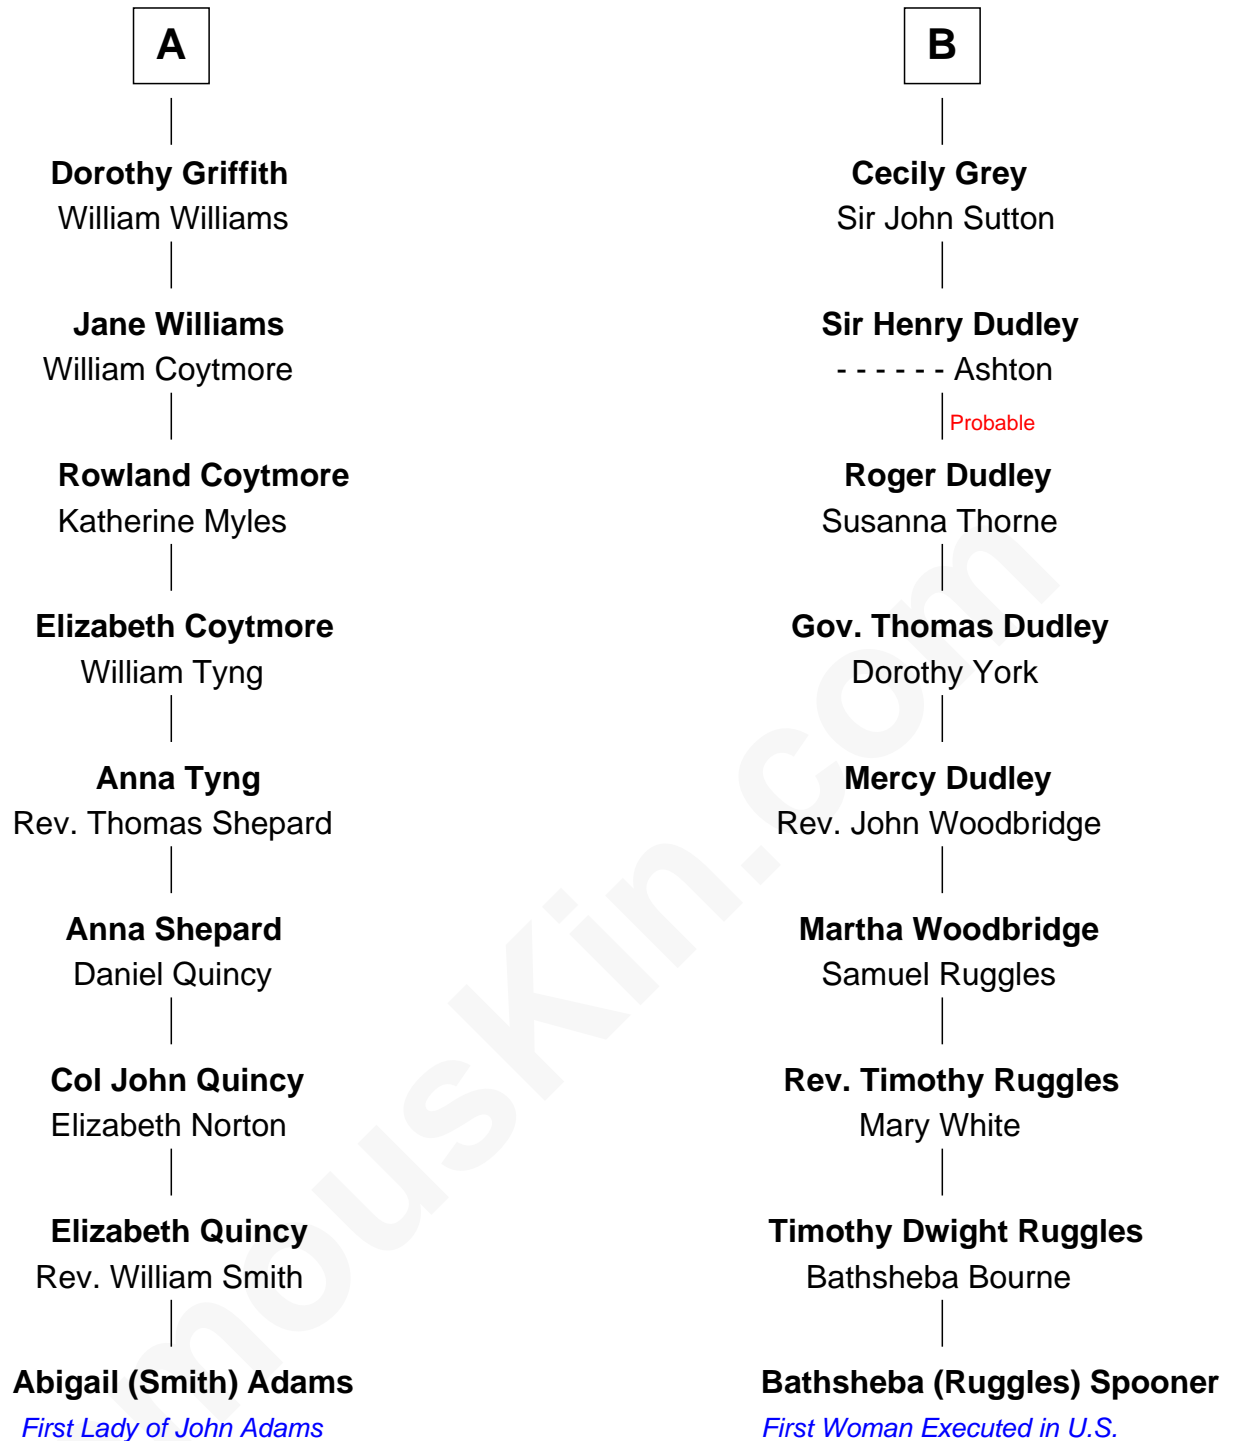 A
Dorothy Griffith
William Williams
Jane Williams
William Coytmore
Rowland Coytmore
Katherine Myles
Elizabeth Coytmore
William Tyng
Anna Tyng
Rev. Thomas Shepard
Anna Shepard
Daniel Quincy
Col John Quincy
Elizabeth Norton
Elizabeth Quincy
Rev. William Smith
Abigail (Smith) Adams
First Lady of John Adams
B
Cecily Grey
Sir John Sutton
Sir Henry Dudley
- - - - - - Ashton
Probable
Roger Dudley
Susanna Thorne
Gov. Thomas Dudley
Dorothy York
Mercy Dudley
Rev. John Woodbridge
Martha Woodbridge
Samuel Ruggles
Rev. Timothy Ruggles
Mary White
Timothy Dwight Ruggles
Bathsheba Bourne
Bathsheba (Ruggles) Spooner
First Woman Executed in U.S.
mousKin.com